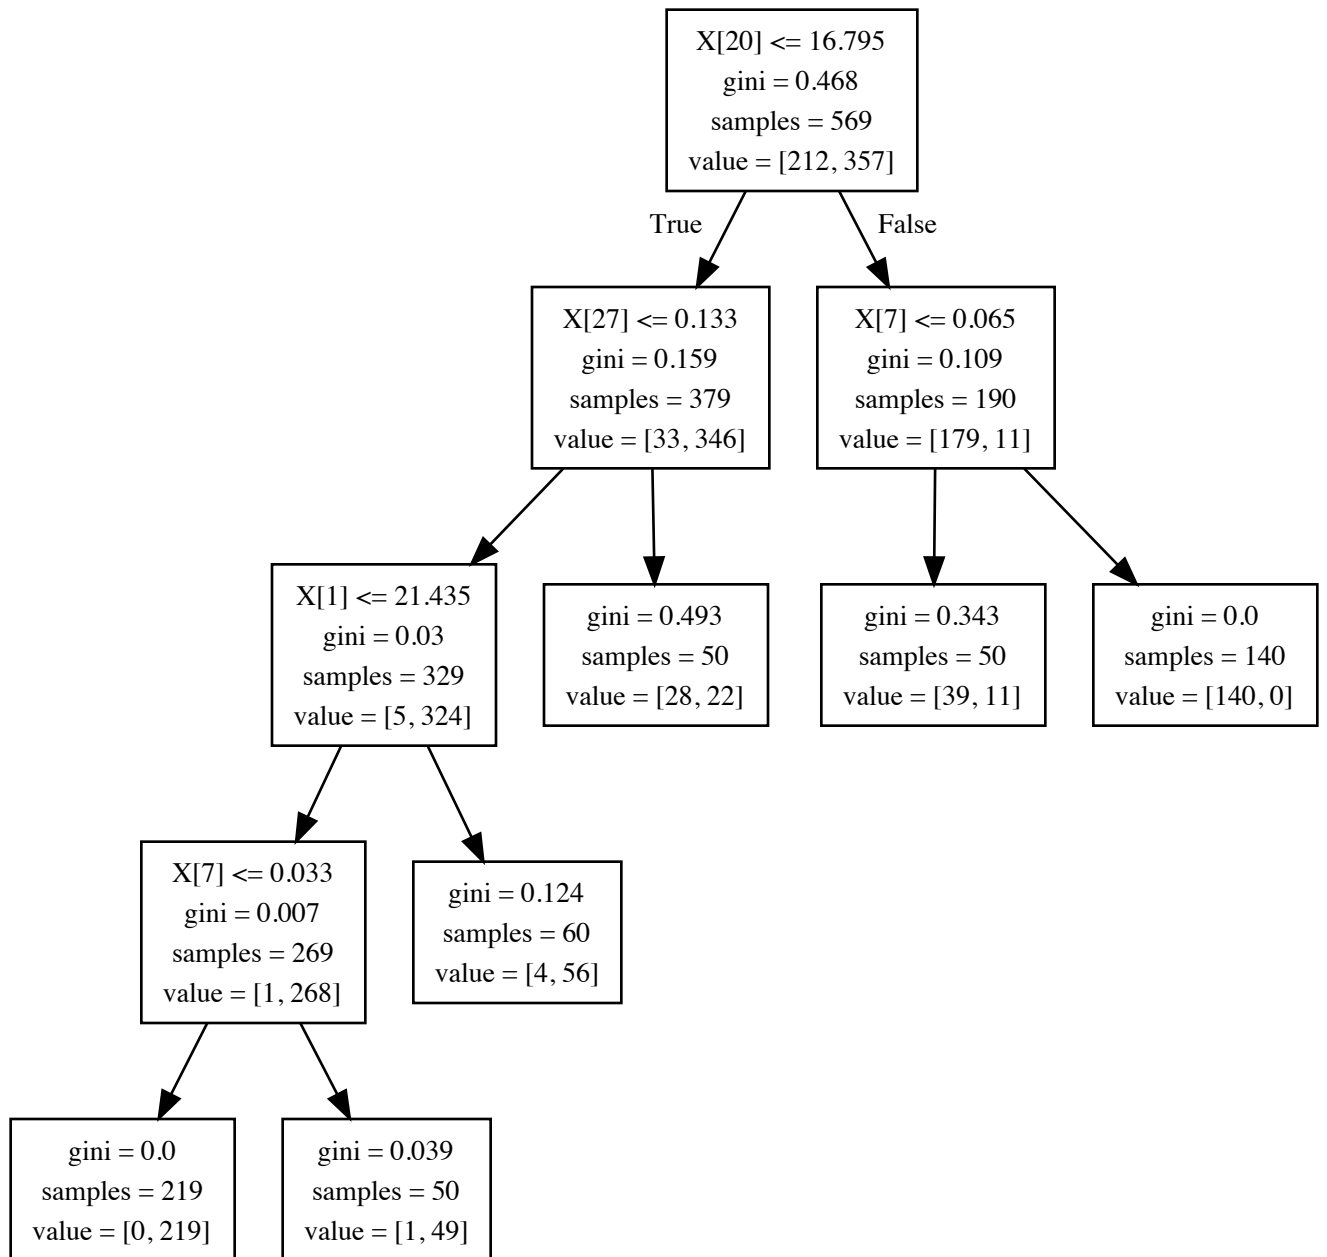 X[20] <= 16.795
gini = 0.468
samples = 569
value = [212, 357]
True
False
X[27] <= 0.133
gini = 0.159
samples = 379
value = [33, 346]
X[7] <= 0.065
gini = 0.109
samples = 190
value = [179, 11]
X[1] <= 21.435
gini = 0.03
samples = 329
value = [5, 324]
gini = 0.493
samples = 50
value = [28, 22]
gini = 0.343
samples = 50
value = [39, 11]
gini = 0.0
samples = 140
value = [140, 0]
X[7] <= 0.033
gini = 0.007
samples = 269
value = [1, 268]
gini = 0.124
samples = 60
value = [4, 56]
gini = 0.0
samples = 219
value = [0, 219]
gini = 0.039
samples = 50
value = [1, 49]